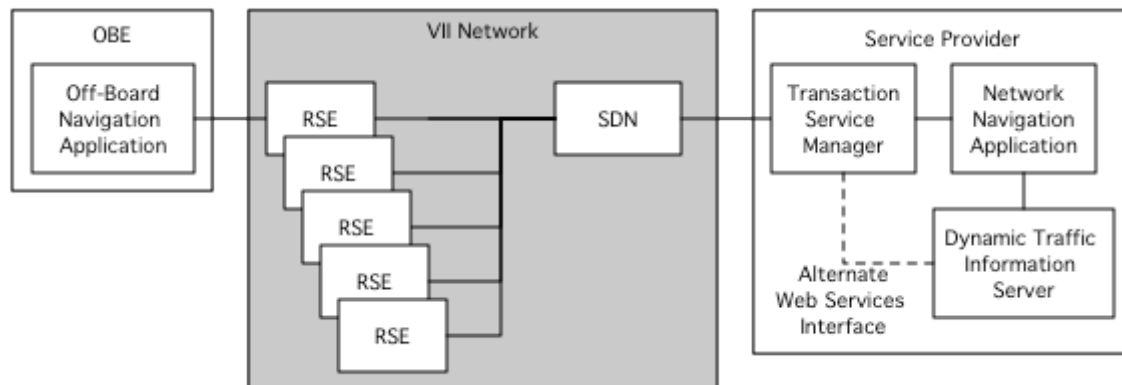 OBE
Off-Board
Navigation
Application
VII Network
RSE
RSE
RSE
RSE
RSE
SDN
Service Provider
Transaction
Service
Manager
Network
Navigation
Application
Dynamic Traffic
Information
Server
Alternate
Web Services
Interface